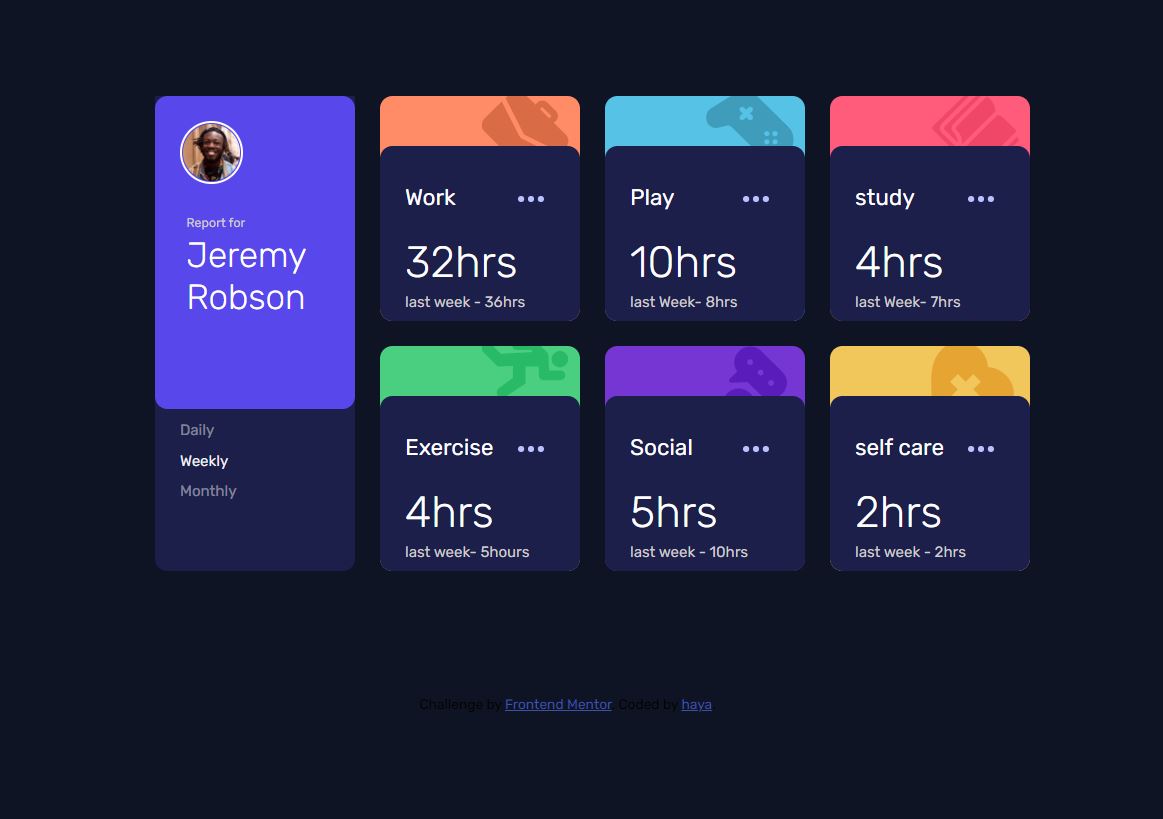 Report for
Jeremy
Robson
Daily
Weekly
Monthly
Work
32hrs
last week - 36hrs
Play
10hrs
last Week- 8hrs
study
4hrs
last Week- 7hrs
Exercise
4hrs
last week- 5hours
Social
5hrs
last week - 10hrs
self care
2hrs
last week - 2hrs
Challenge by Frontend Mentor. Coded by haya.